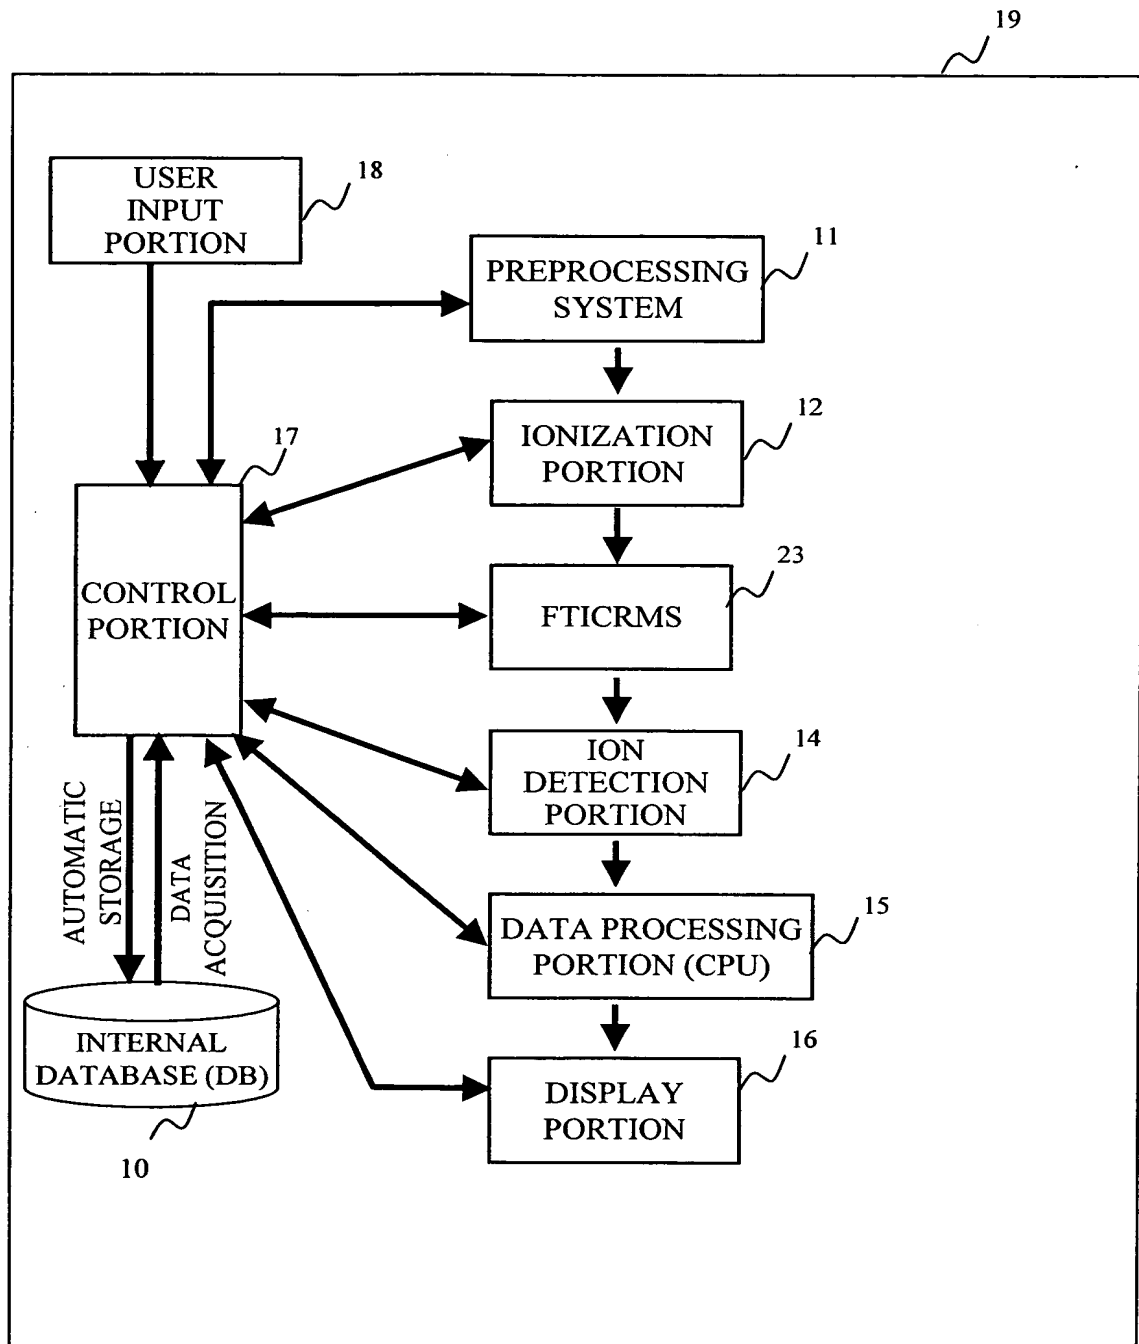 19
USER
INPUT
PORTION
18
PREPROCESSING
SYSTEM
11
IONIZATION
PORTION
12
17
CONTROL
PORTION
FTICRMS
23
ION
DETECTION
PORTION
14
AUTOMATIC
STORAGE
DATA
ACQUISITION
DATA PROCESSING
PORTION (CPU)
15
INTERNAL
DATABASE (DB)
10
DISPLAY
PORTION
16